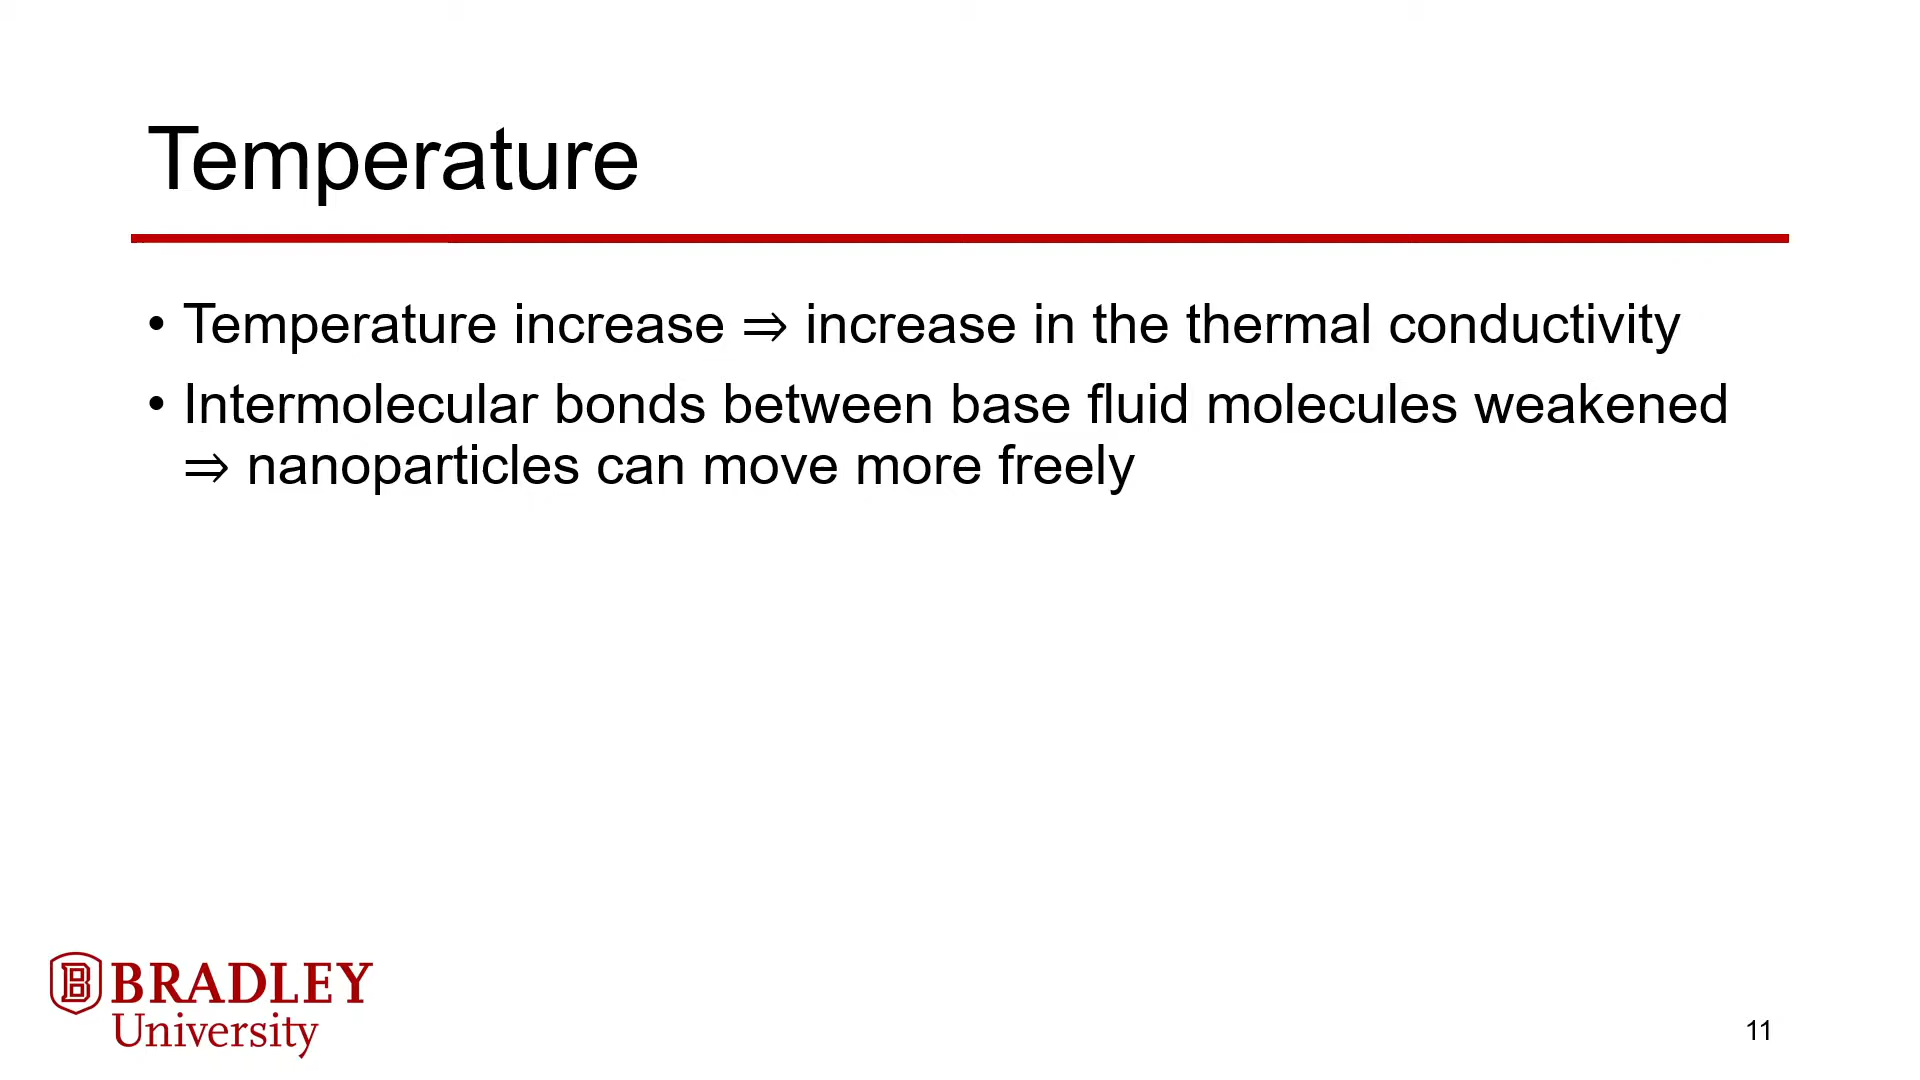 Temperature
• Temperature increase ⇒ increase in the thermal conductivity
• Intermolecular bonds between base fluid molecules weakened
⇒ nanoparticles can move more freely
B BRADLEY
University
11